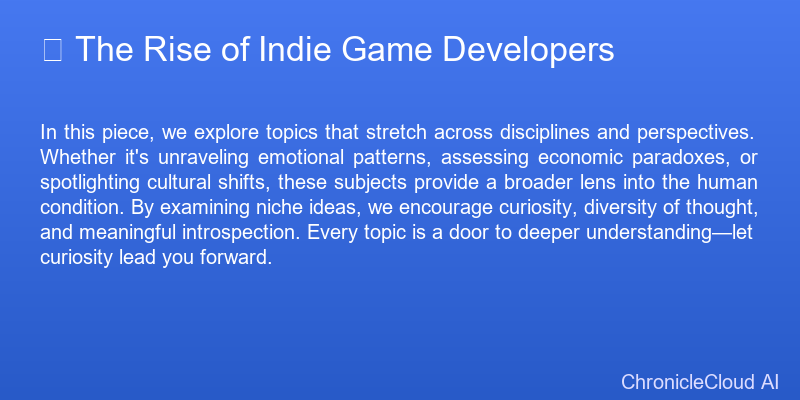 The Rise of Indie Game Developers
In this piece, we explore topics that stretch across disciplines and perspectives.
Whether it's unraveling emotional patterns, assessing economic paradoxes, or
spotlighting cultural shifts, these subjects provide a broader lens into the human
condition. By examining niche ideas, we encourage curiosity, diversity of thought,
and meaningful introspection. Every topic is a door to deeper understanding—let
curiosity lead you forward.
ChronicleCloud AI